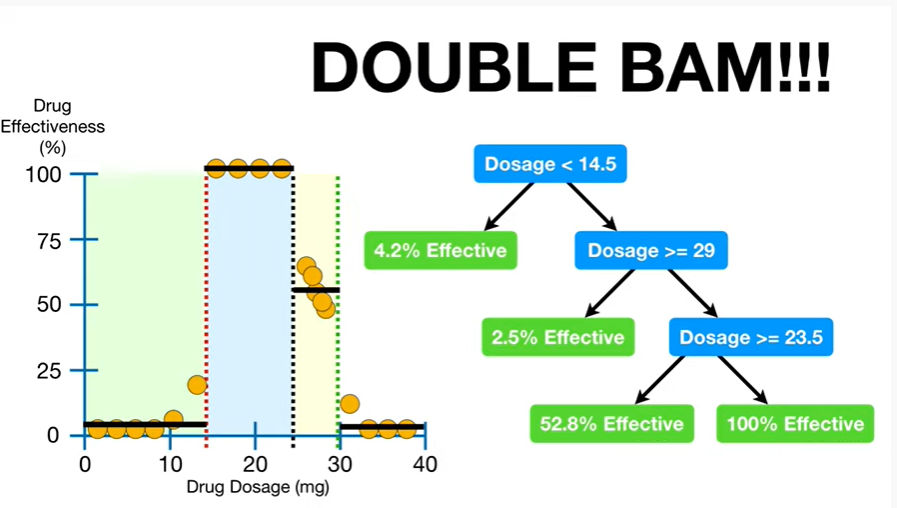 DOUBLE BAM!!!
Drug
Effectiveness
(%)
100
75
50
25
0
0 10 20 30 40
Drug Dosage (mg)
Dosage < 14.5
4.2% Effective
Dosage >= 29
2.5% Effective
Dosage >= 23.5
52.8% Effective
100% Effective